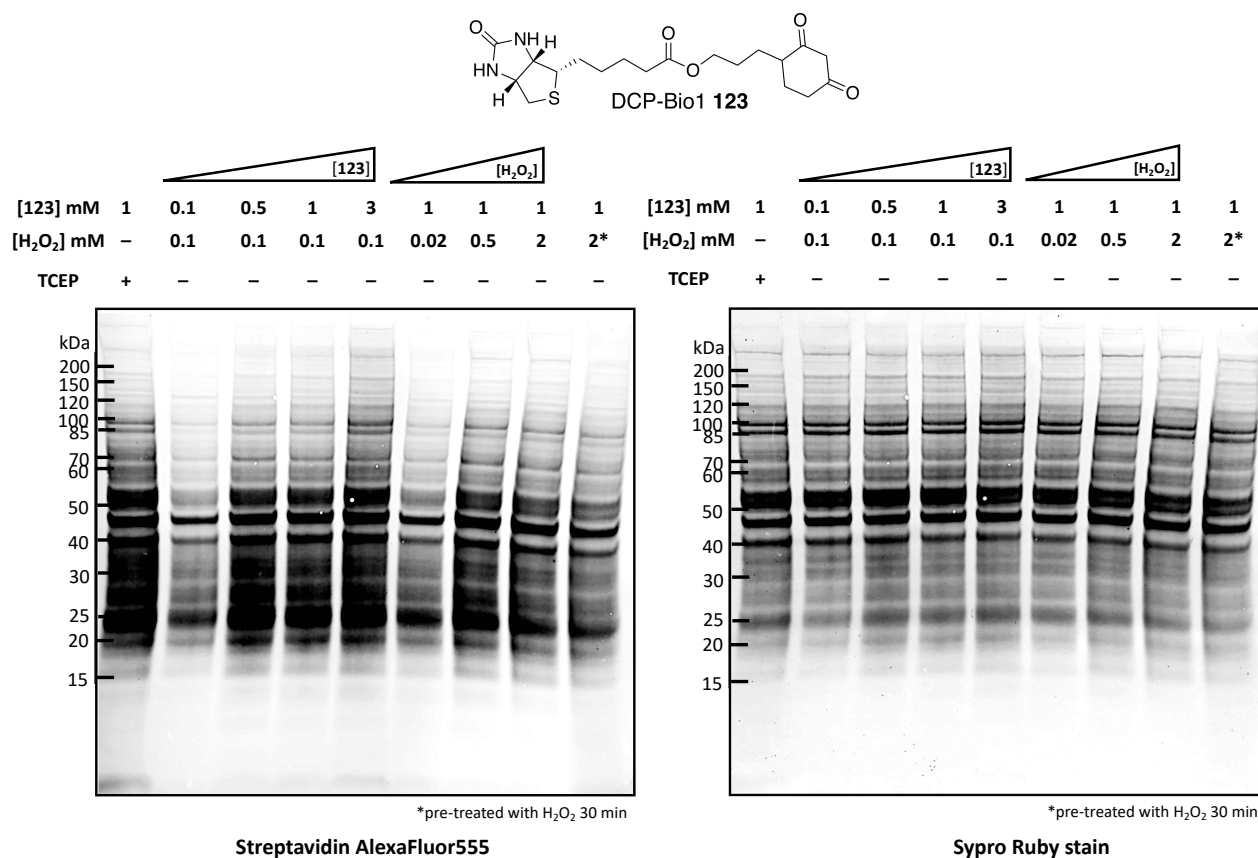 O
NH
HN
H
H
S
O
O
O
O
DCP-Bio1 123
[123]
[H₂O₂]
[123] mM 1 0.1 0.5 1 3 1 1 1 1
[H₂O₂] mM – 0.1 0.1 0.1 0.1 0.02 0.5 2 2*
TCEP + – – – – – – – –
kDa
200
150
120
100
85
70
60
50
40
30
25
20
15
*pre-treated with H₂O₂ 30 min
Streptavidin AlexaFluor555
[123]
[H₂O₂]
[123] mM 1 0.1 0.5 1 3 1 1 1 1
[H₂O₂] mM – 0.1 0.1 0.1 0.1 0.02 0.5 2 2*
TCEP + – – – – – – – –
kDa
200
150
120
100
85
70
60
50
40
30
25
20
15
*pre-treated with H₂O₂ 30 min
Sypro Ruby stain